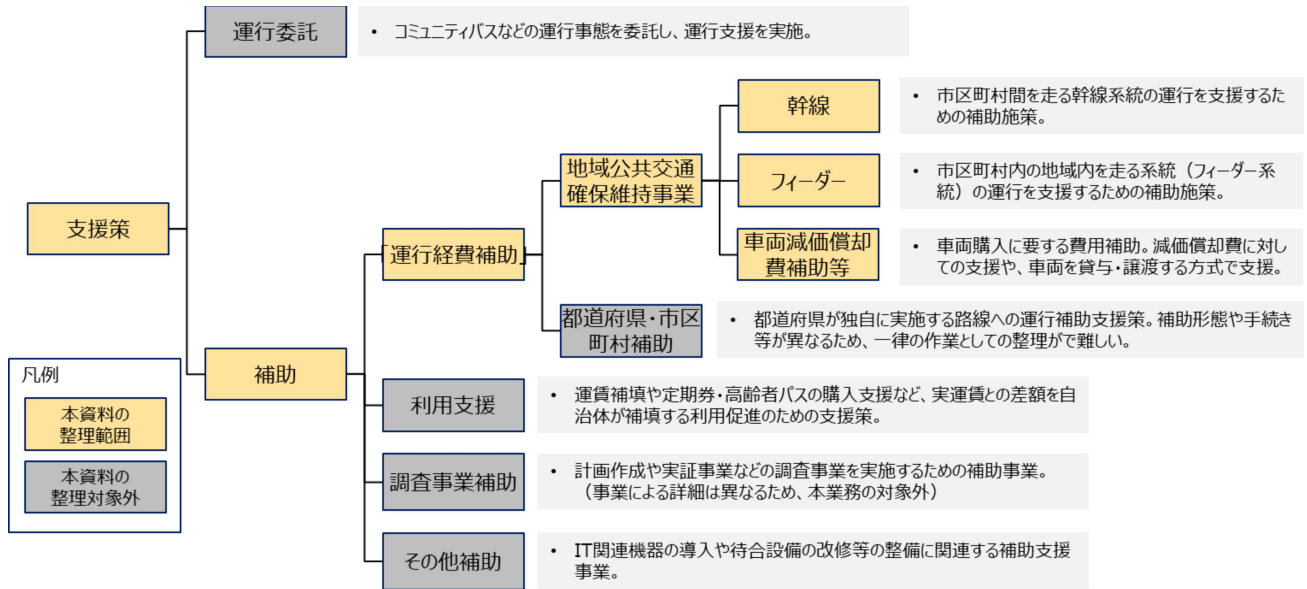 運行委託
• コミュニティバスなどの運行事態を委託し、運行支援を実施。
幹線
• 市区町村間を走る幹線系統の運行を支援するた
めの補助施策。
地域公共交通
確保維持事業
フィーダー
• 市区町村内の地域内を走る系統（フィーダー系
統）の運行を支援するための補助施策。
支援策
運行経費補助
車両減価償却
費補助等
• 車両購入に要する費用補助。減価償却費に対し
ての支援や、車両を貸与・譲渡する方式で支援。
都道府県・市区
町村補助
• 都道府県が独自に実施する路線への運行補助支援策。補助形態や手続き
等が異なるため、一律の作業としての整理がで難しい。
補助
利用支援
• 運賃補填や定期券・高齢者パスの購入支援など、実運賃との差額を自
治体が補填する利用促進のための支援策。
調査事業補助
• 計画作成や実証事業などの調査事業を実施するための補助事業。
（事業による詳細は異なるため、本業務の対象外）
その他補助
• IT関連機器の導入や待合設備の改修等の整備に関連する補助支援
事業。
凡例
本資料の
整理範囲
本資料の
整理対象外